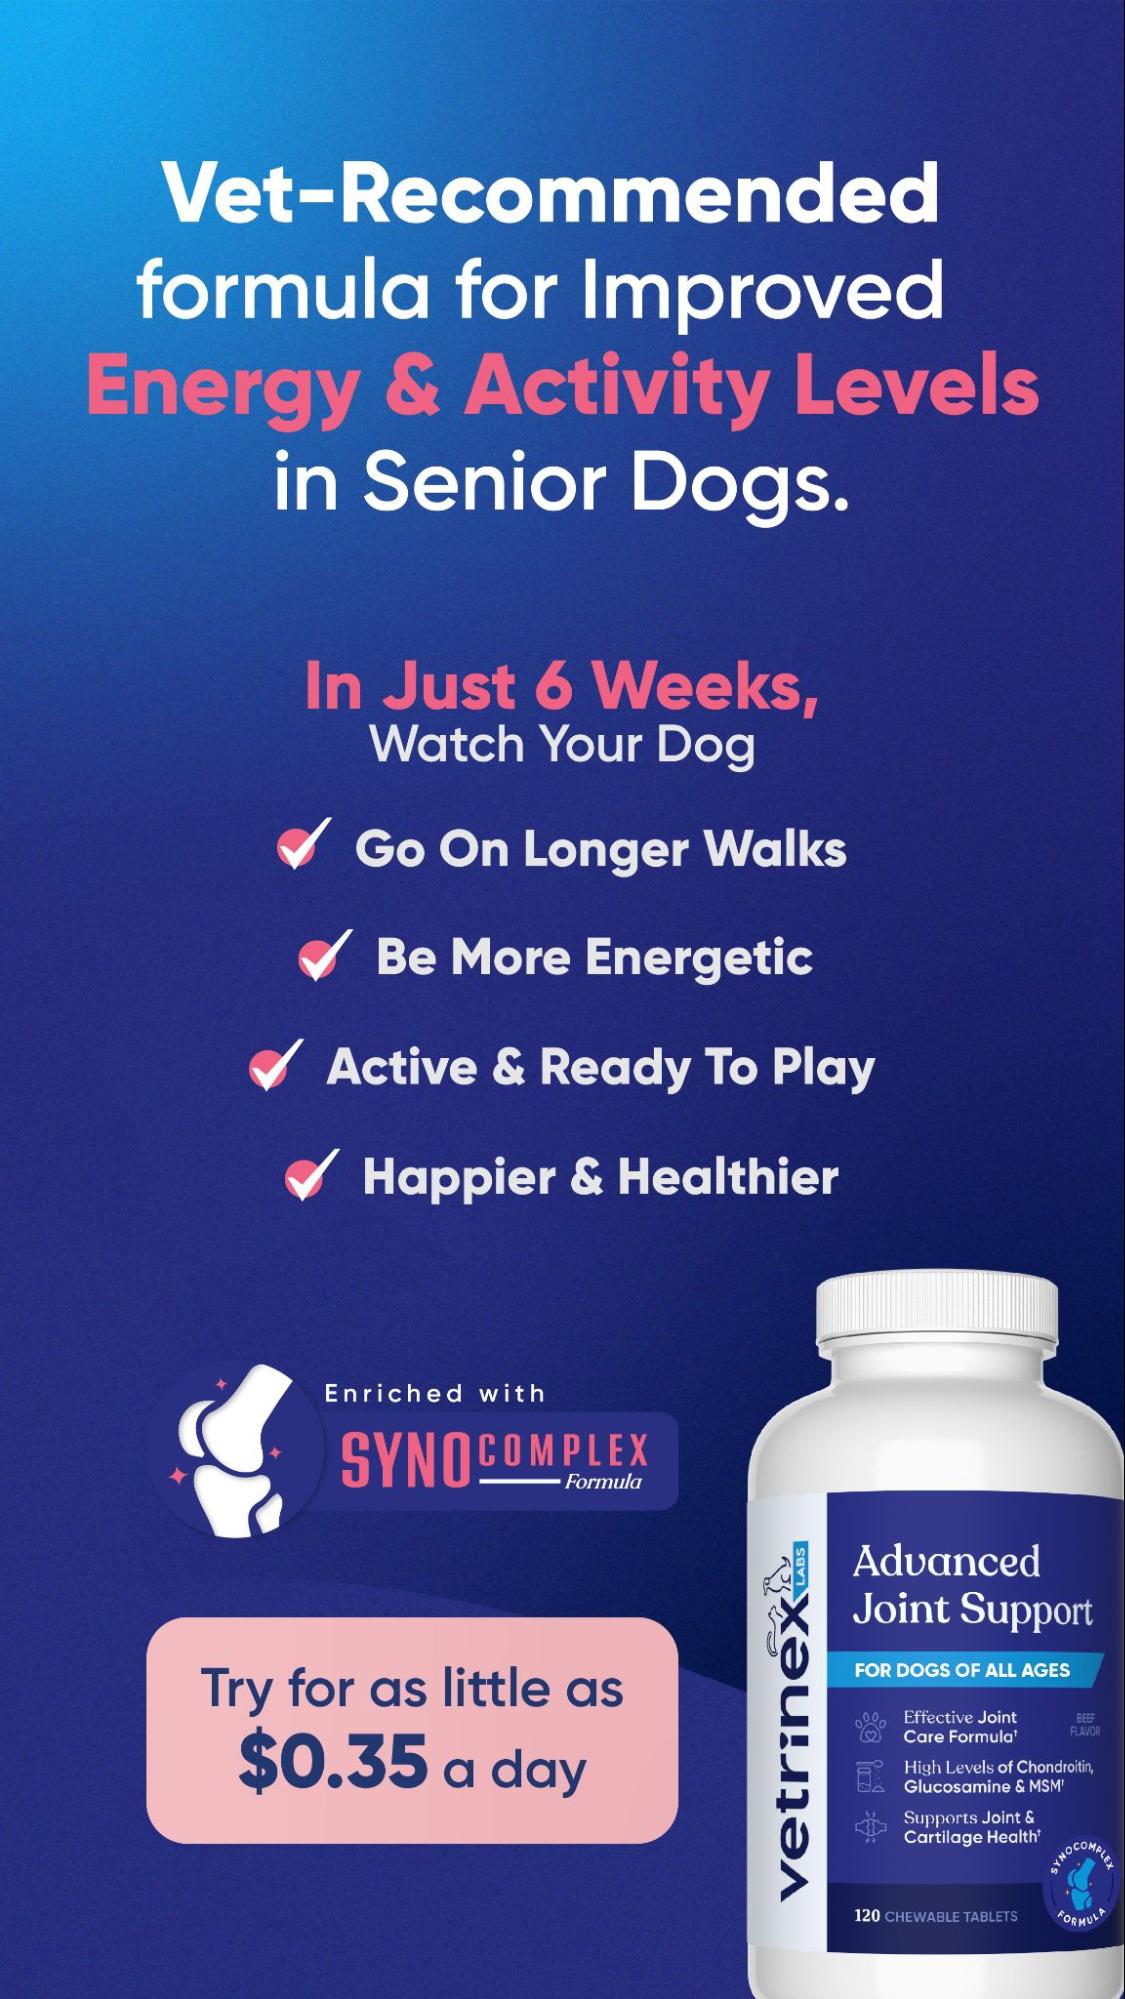 Vet-Recommended
formula for Improved
Energy & Activity Levels
in Senior Dogs.
In Just 6 Weeks,
Watch Your Dog
Go On Longer Walks
Be More Energetic
Active & Ready To Play
Happier & Healthier
Enriched with
SYNOCOMPLEX
Formula
Try for as little as
$0.35 a day
vetrinex LABS
Advanced
Joint Support
FOR DOGS OF ALL AGES
Effective Joint
Care Formula†
BEEF
FLAVOR
High Levels of Chondroitin,
Glucosamine & MSM†
Supports Joint &
Cartilage Health†
120 CHEWABLE TABLETS
SYNOCOMPLEX
FORMULA